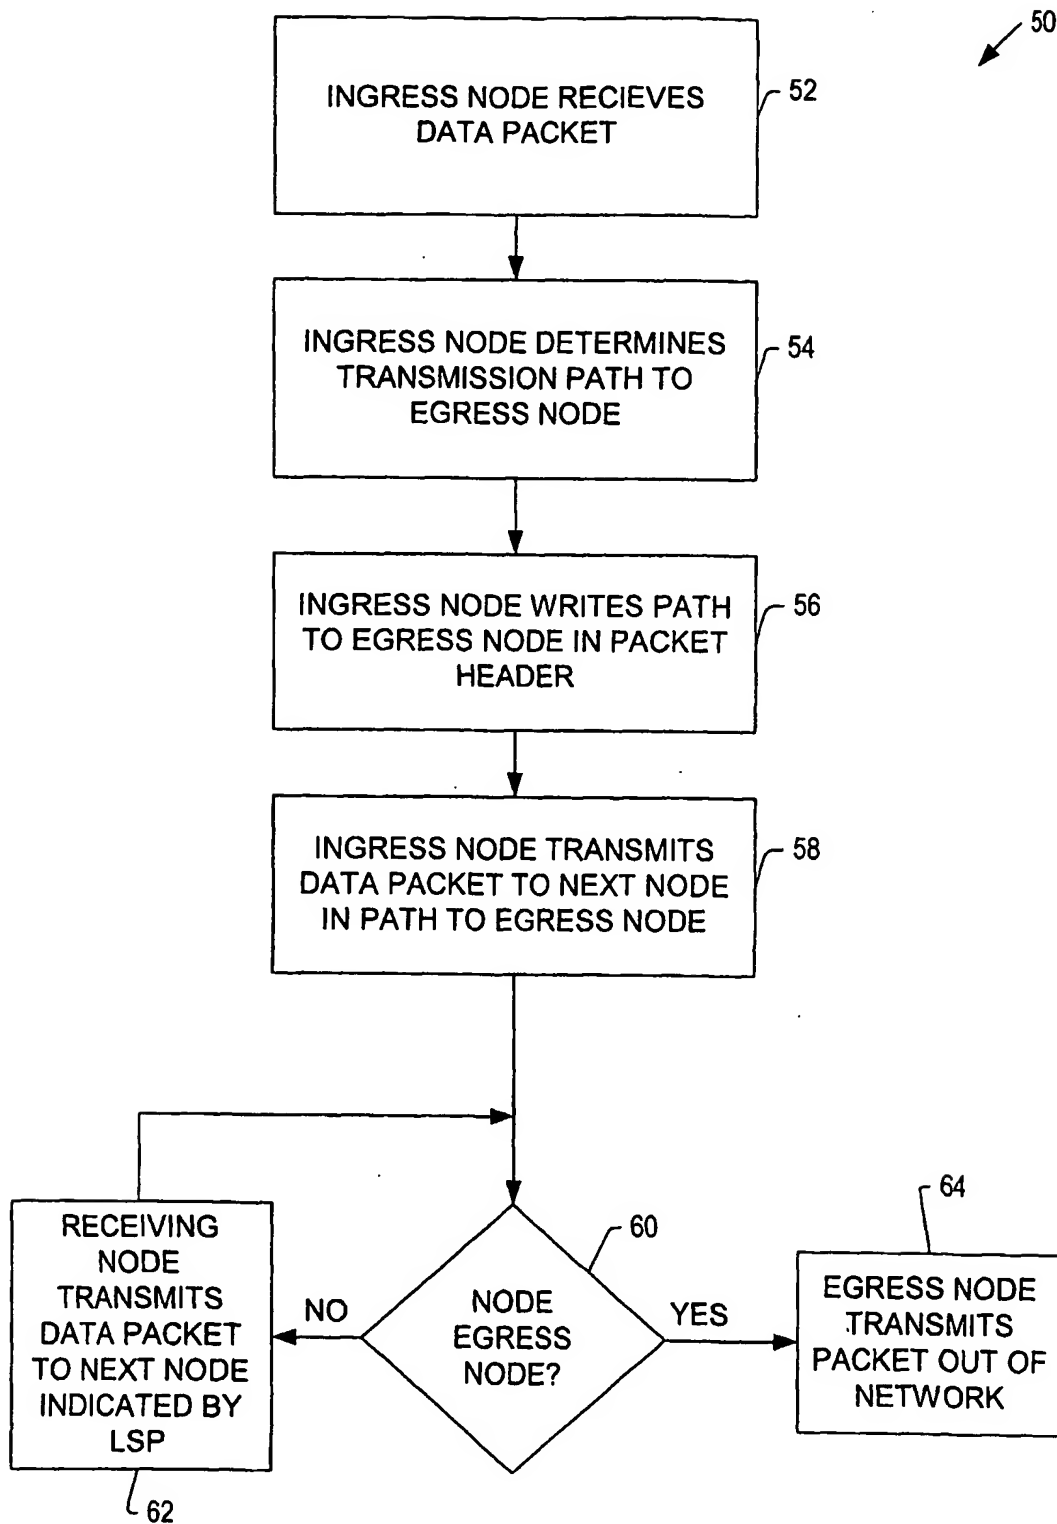 50
INGRESS NODE RECIEVES
DATA PACKET
52
INGRESS NODE DETERMINES
TRANSMISSION PATH TO
EGRESS NODE
54
INGRESS NODE WRITES PATH
TO EGRESS NODE IN PACKET
HEADER
56
INGRESS NODE TRANSMITS
DATA PACKET TO NEXT NODE
IN PATH TO EGRESS NODE
58
RECEIVING
NODE
TRANSMITS
DATA PACKET
TO NEXT NODE
INDICATED BY
LSP
62
NO
NODE
EGRESS
NODE?
60
YES
64
EGRESS NODE
TRANSMITS
PACKET OUT OF
NETWORK